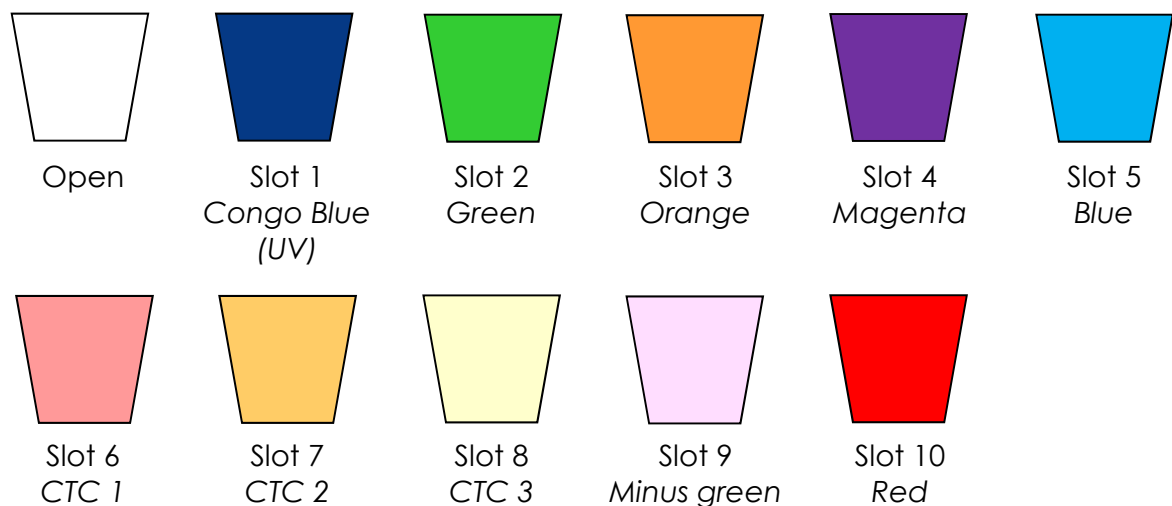 Open
Slot 1
Congo Blue
(UV)
Slot 2
Green
Slot 3
Orange
Slot 4
Magenta
Slot 5
Blue
Slot 6
CTC 1
Slot 7
CTC 2
Slot 8
CTC 3
Slot 9
Minus green
Slot 10
Red